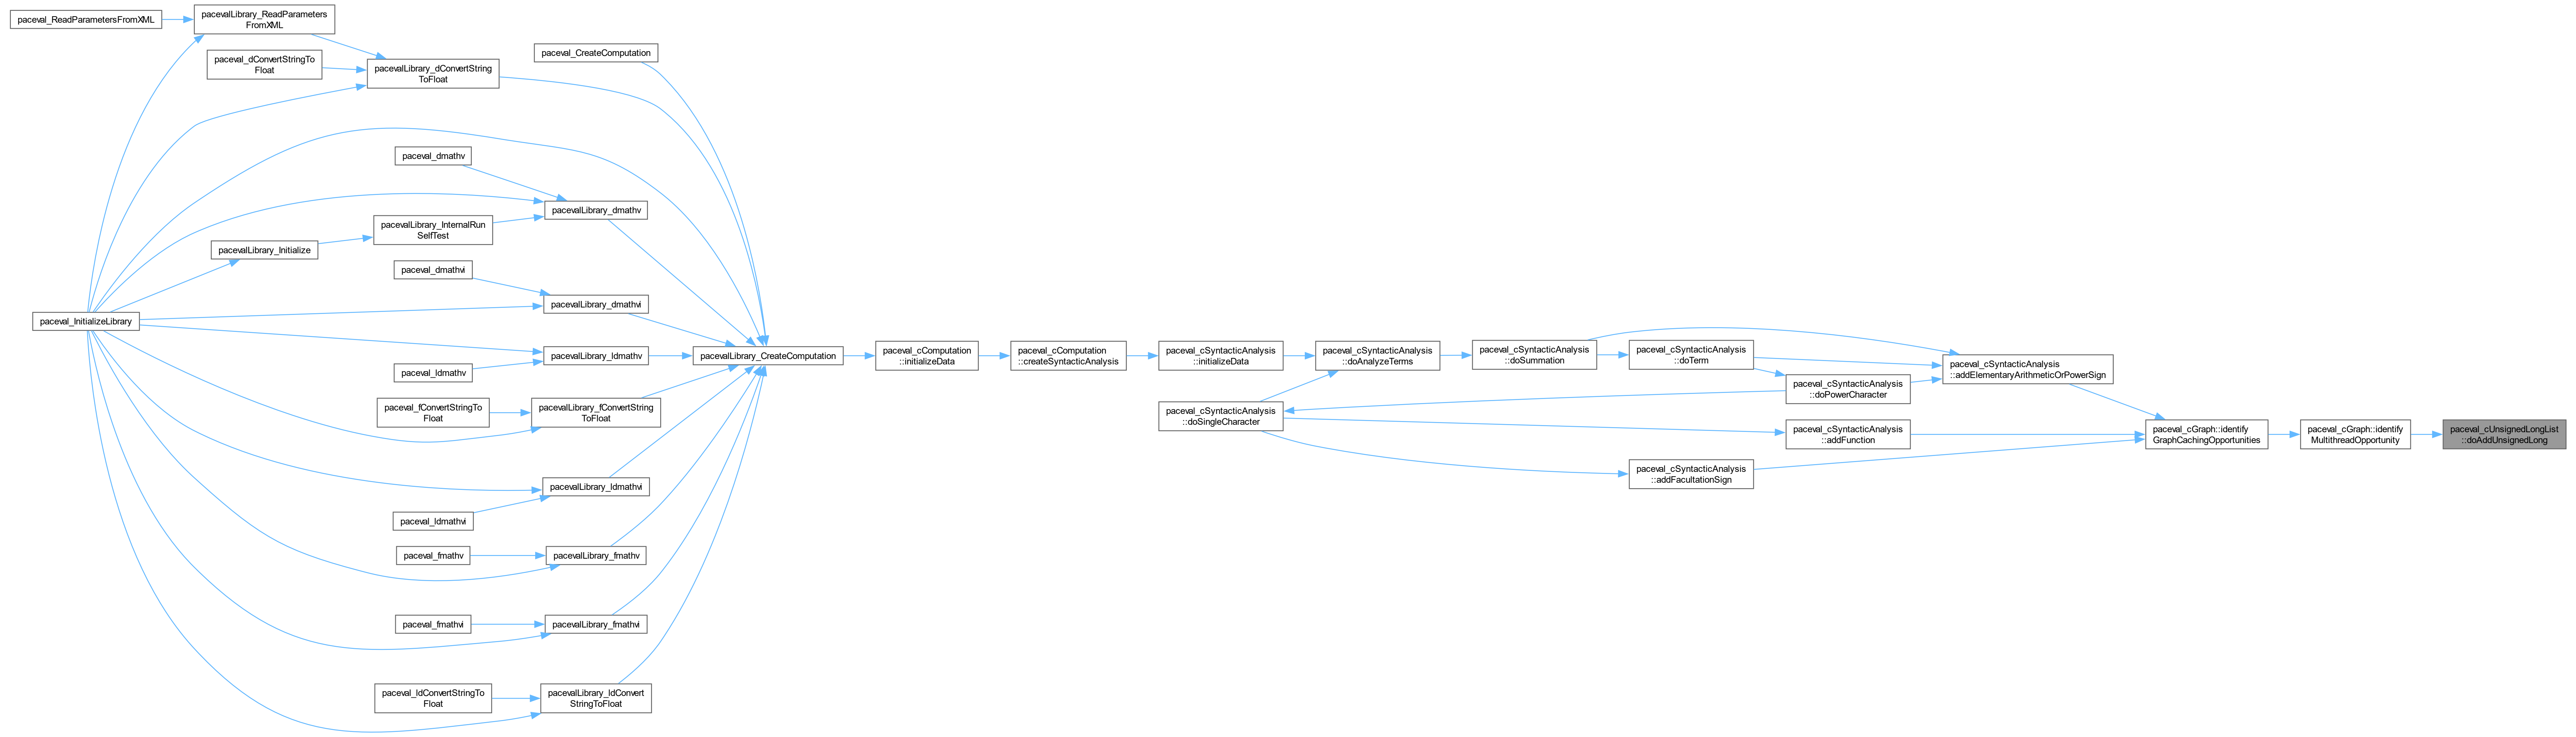 paceval_ReadParametersFromXML
pacevalLibrary_ReadParameters
FromXML
paceval_dConvertStringTo
Float
pacevalLibrary_dConvertString
ToFloat
paceval_CreateComputation
paceval_dmathv
pacevalLibrary_dmathv
pacevalLibrary_InternalRun
SelfTest
pacevalLibrary_Initialize
paceval_dmathvi
pacevalLibrary_dmathvi
paceval_InitializeLibrary
pacevalLibrary_ldmathv
paceval_ldmathv
paceval_fConvertStringTo
Float
pacevalLibrary_fConvertString
ToFloat
pacevalLibrary_ldmathvi
paceval_ldmathvi
paceval_fmathv
pacevalLibrary_fmathv
paceval_fmathvi
pacevalLibrary_fmathvi
paceval_ldConvertStringTo
Float
pacevalLibrary_ldConvert
StringToFloat
pacevalLibrary_CreateComputation
paceval_cComputation
::initializeData
paceval_cComputation
::createSyntacticAnalysis
paceval_cSyntacticAnalysis
::initializeData
paceval_cSyntacticAnalysis
::doAnalyzeTerms
paceval_cSyntacticAnalysis
::doSingleCharacter
paceval_cSyntacticAnalysis
::doSummation
paceval_cSyntacticAnalysis
::doTerm
paceval_cSyntacticAnalysis
::doPowerCharacter
paceval_cSyntacticAnalysis
::addFunction
paceval_cSyntacticAnalysis
::addFacultationSign
paceval_cSyntacticAnalysis
::addElementaryArithmeticOrPowerSign
paceval_cGraph::identify
GraphCachingOpportunities
paceval_cGraph::identify
MultithreadOpportunity
paceval_cUnsignedLongList
::doAddUnsignedLong